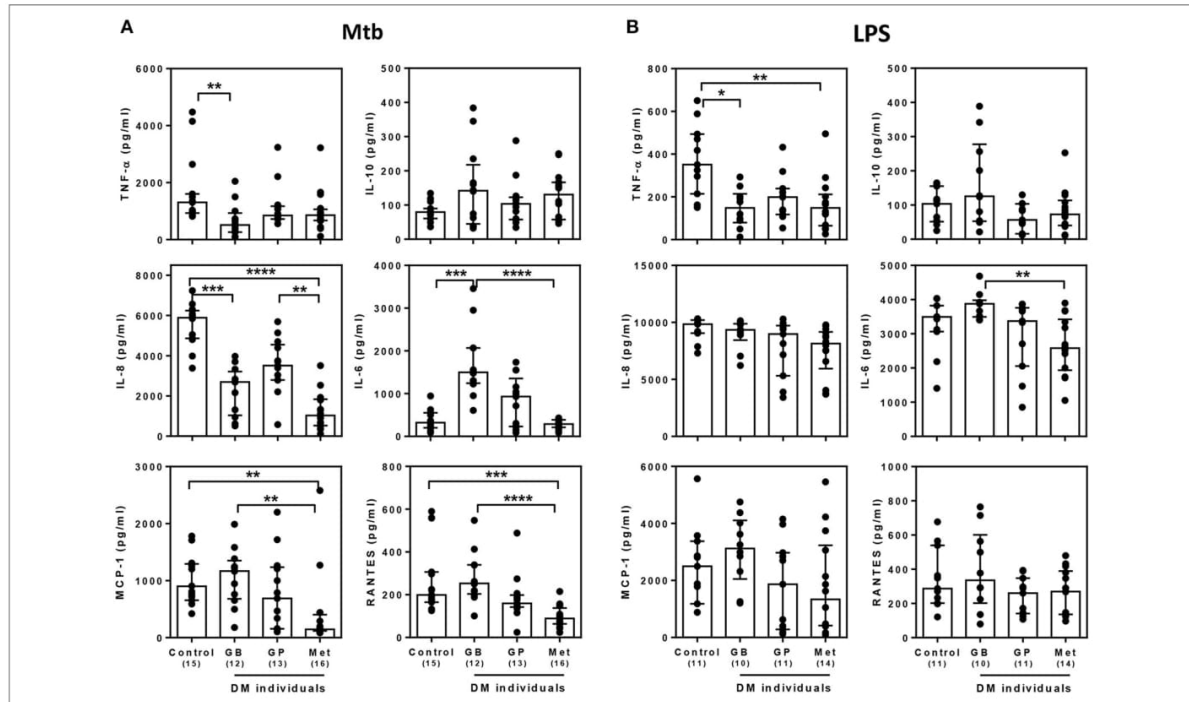 A
Mtb
B
LPS
TNF-α (pg/ml)
6000
4000
2000
0
**
IL-10 (pg/ml)
500
400
300
200
100
0
TNF-α (pg/ml)
800
600
400
200
0
**
*
IL-10 (pg/ml)
500
400
300
200
100
0
IL-8 (pg/ml)
8000
6000
4000
2000
0
****
***
**
IL-6 (pg/ml)
4000
3000
2000
1000
0
***
****
IL-8 (pg/ml)
15000
10000
5000
0
IL-6 (pg/ml)
5000
4000
3000
2000
1000
0
**
MCP-1 (pg/ml)
3000
2000
1000
0
**
**
RANTES (pg/ml)
800
600
400
200
0
***
****
MCP-1 (pg/ml)
6000
4000
2000
0
RANTES (pg/ml)
1000
800
600
400
200
0
Control GB GP Met
(15) (12) (13) (16)
DM individuals
Control GB GP Met
(15) (12) (13) (16)
DM individuals
Control GB GP Met
(11) (10) (11) (14)
DM individuals
Control GB GP Met
(11) (10) (11) (14)
DM individuals